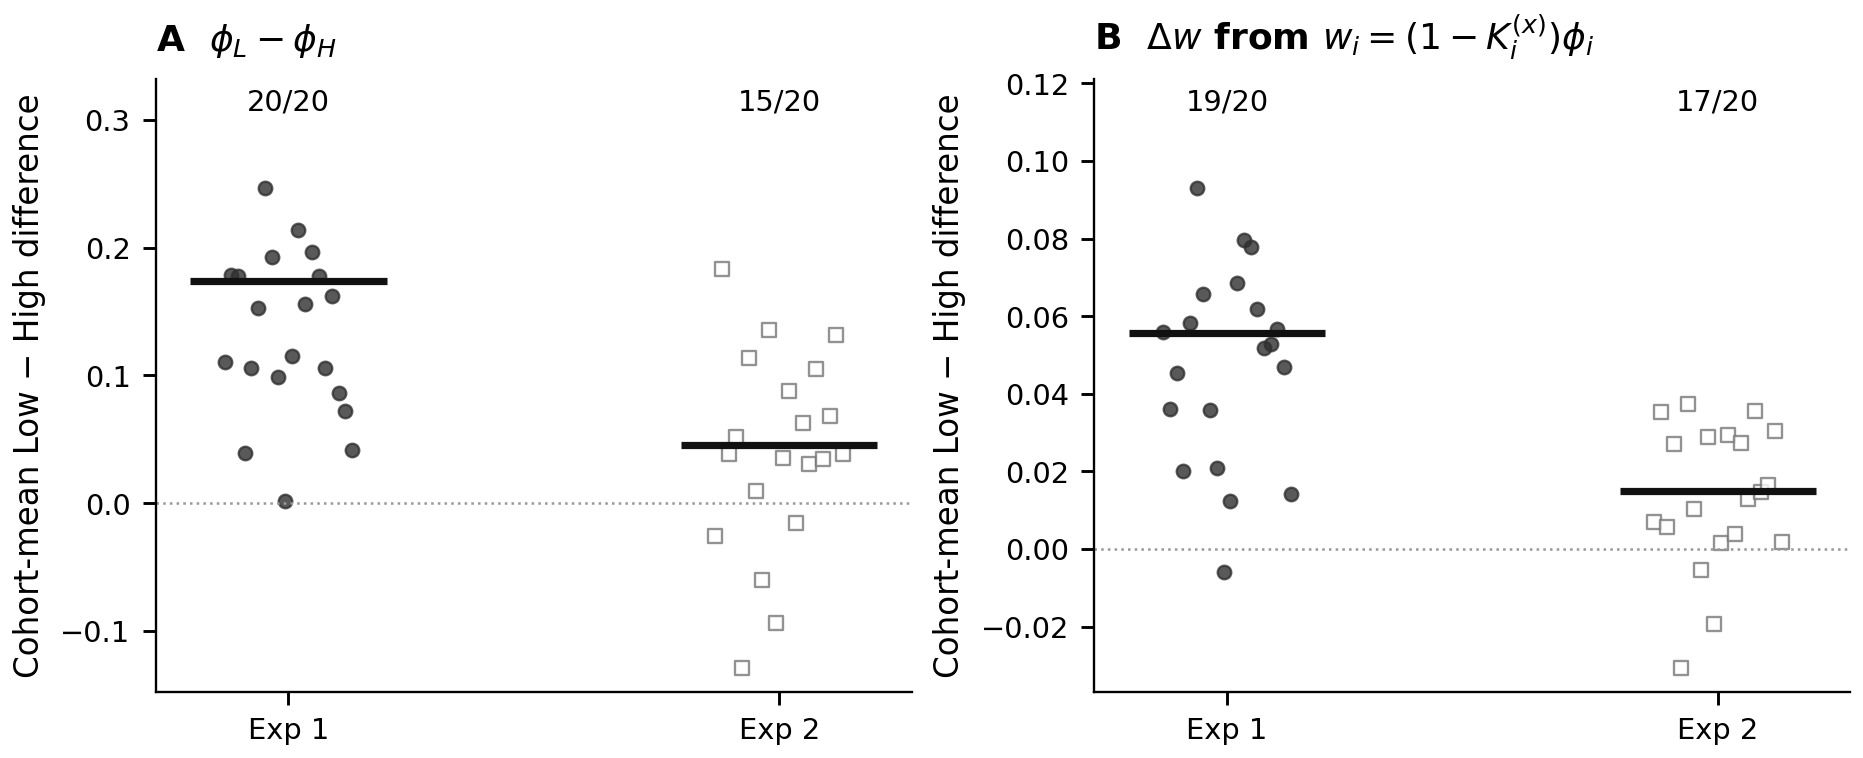 A ϕ_L − ϕ_H
Cohort-mean Low − High difference
0.3
0.2
0.1
0.0
−0.1
20/20
15/20
Exp 1
Exp 2
B Δw from w_i = (1 − K_i^(x))ϕ_i
Cohort-mean Low − High difference
0.12
0.10
0.08
0.06
0.04
0.02
0.00
−0.02
19/20
17/20
Exp 1
Exp 2